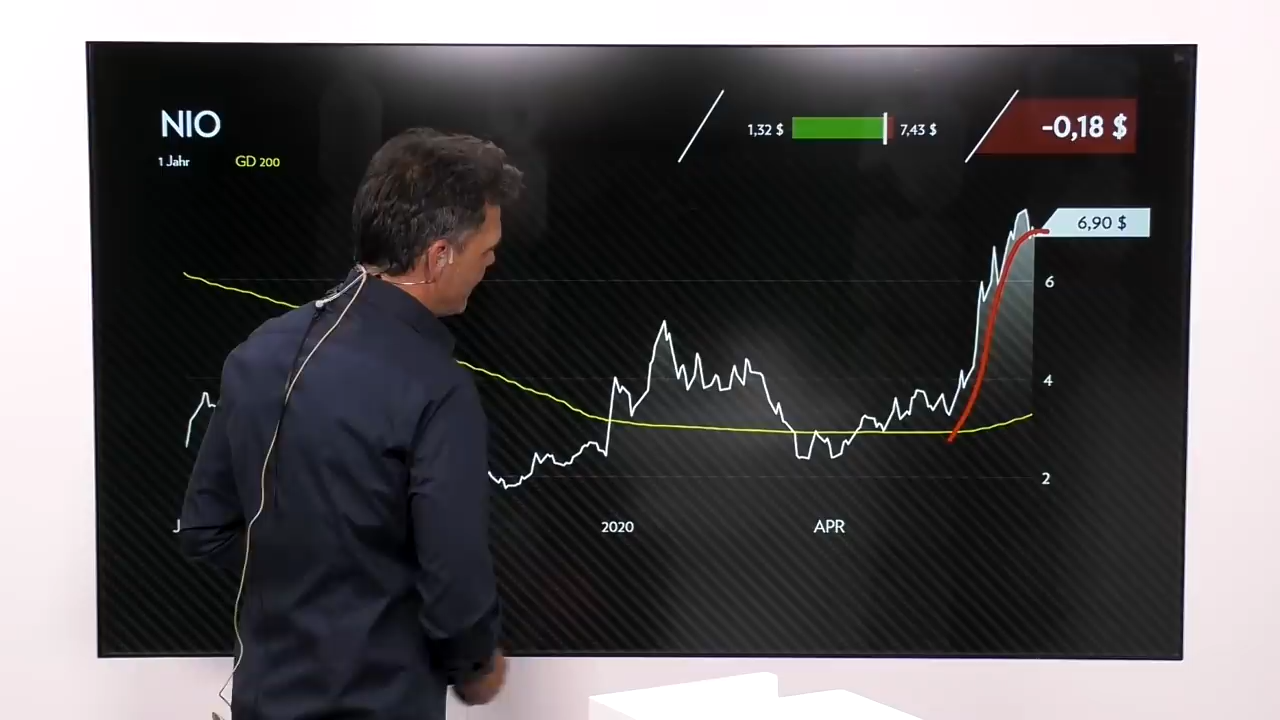 NIO
1 Jahr
GD 200
1,32 $
7,43 $
-0,18 $
6,90 $
6
4
2
J
2020
APR